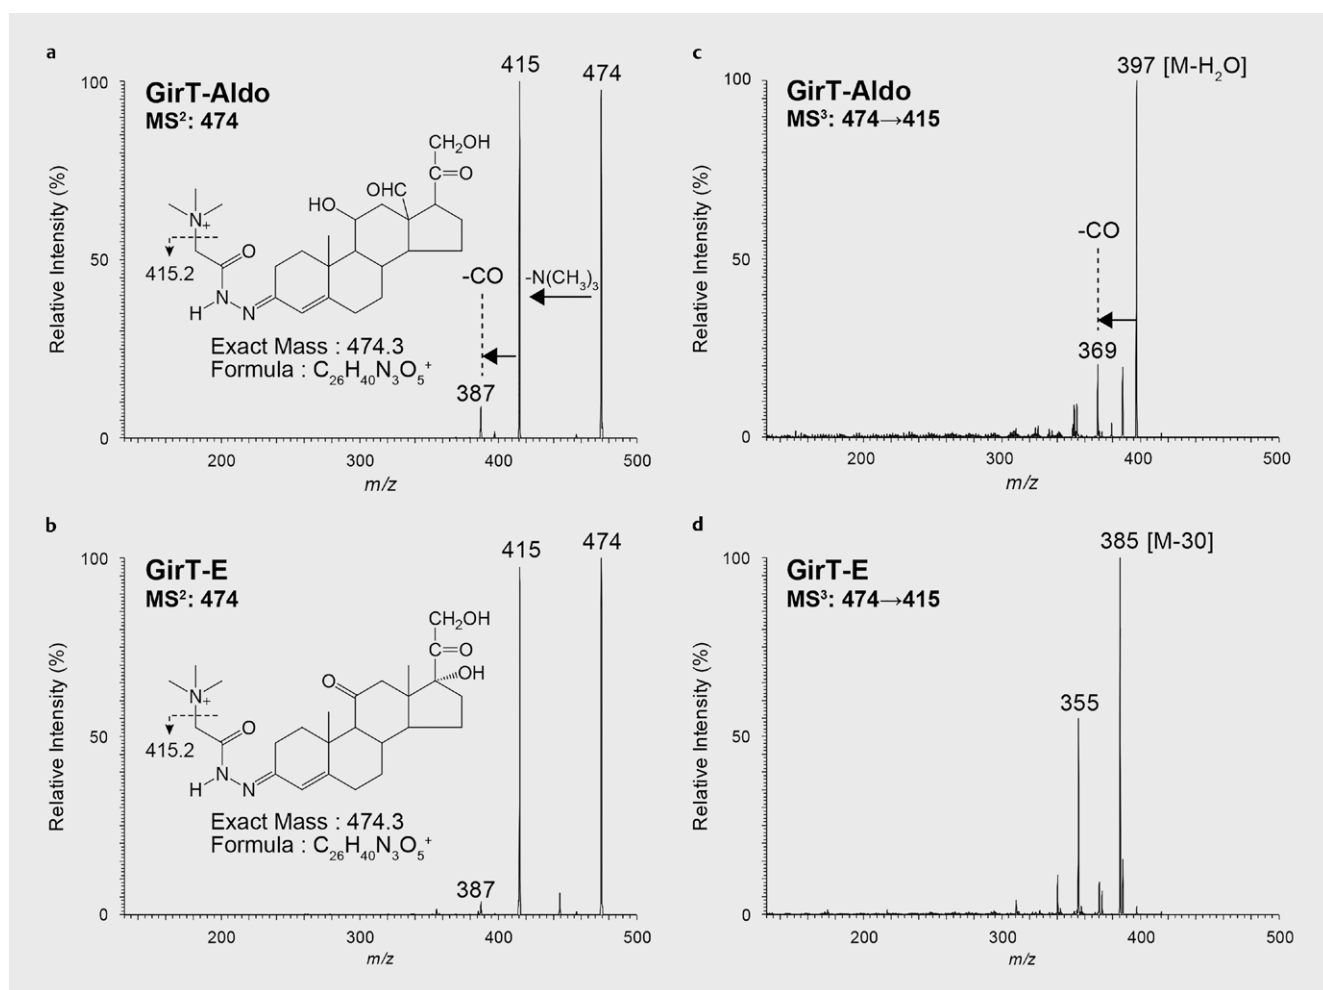 a
GirT-Aldo
MS²: 474
415
474
CH₂OH
C=O
OHC
HO
N+
415.2
O
N
H
N
-CO
-N(CH₃)₃
387
Exact Mass : 474.3
Formula : C₂₆H₄₀N₃O₅⁺
Relative Intensity (%)
100
50
0
200 300 400 500
m/z
c
GirT-Aldo
MS³: 474→415
397 [M-H₂O]
-CO
369
Relative Intensity (%)
100
50
0
200 300 400 500
m/z
b
GirT-E
MS²: 474
415
474
CH₂OH
C=O
OH
O
N+
415.2
O
N
H
N
387
Exact Mass : 474.3
Formula : C₂₆H₄₀N₃O₅⁺
Relative Intensity (%)
100
50
0
200 300 400 500
m/z
d
GirT-E
MS³: 474→415
385 [M-30]
355
Relative Intensity (%)
100
50
0
200 300 400 500
m/z